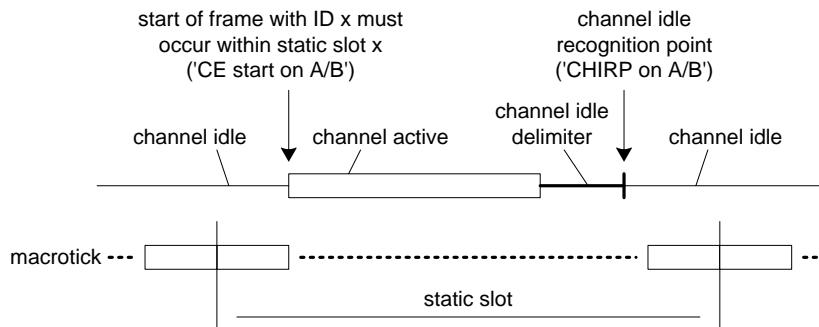 start of frame with ID x must
occur within static slot x
('CE start on A/B')
channel idle
recognition point
('CHIRP on A/B')
channel idle
channel active
channel idle
delimiter
channel idle
macrotick
static slot